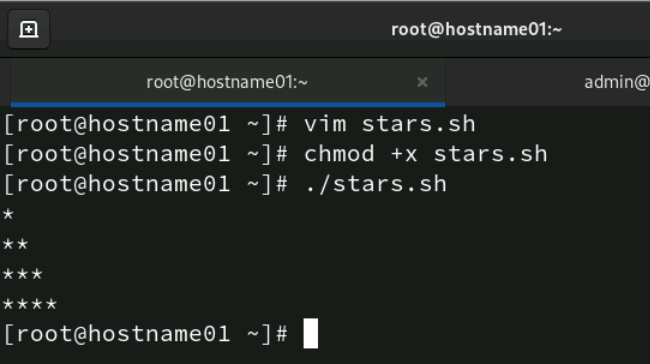 root@hostname01:~
root@hostname01:~ × admin@
[root@hostname01 ~]# vim stars.sh
[root@hostname01 ~]# chmod +x stars.sh
[root@hostname01 ~]# ./stars.sh
*
**
***
****
[root@hostname01 ~]#